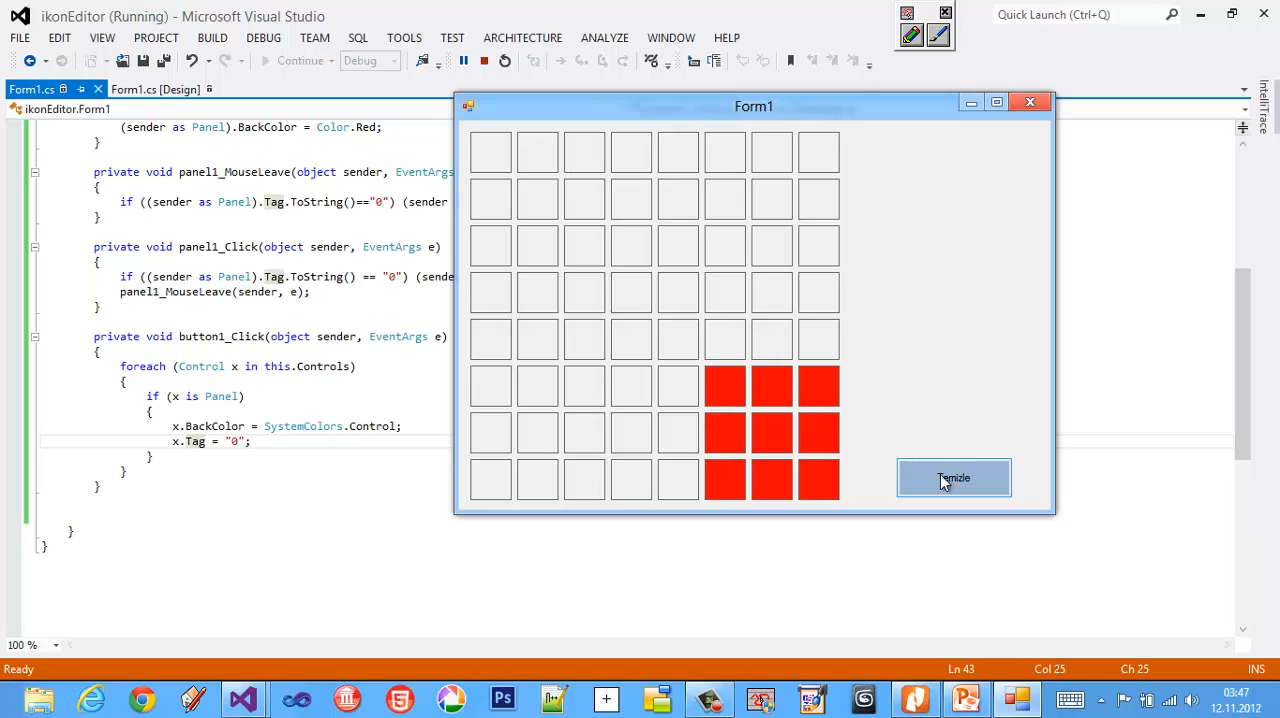 ikonEditor (Running) - Microsoft Visual Studio
Quick Launch (Ctrl+Q)
FILE EDIT VIEW PROJECT BUILD DEBUG TEAM SQL TOOLS TEST ARCHITECTURE ANALYZE WINDOW HELP
Continue Debug
Form1.cs Form1.cs [Design]
ikonEditor.Form1
IntelliTrace
(sender as Panel).BackColor = Color.Red;
}
private void panel1_MouseLeave(object sender, EventArgs
{
if ((sender as Panel).Tag.ToString()=="0") (sender
}
private void panel1_Click(object sender, EventArgs e)
{
if ((sender as Panel).Tag.ToString() == "0") (sende
panel1_MouseLeave(sender, e);
}
private void button1_Click(object sender, EventArgs e)
{
foreach (Control x in this.Controls)
{
if (x is Panel)
{
x.BackColor = SystemColors.Control;
x.Tag = "0";
}
}
}
}
}
Form1
Temizle
100 %
Ready Ln 43 Col 25 Ch 25 INS
Ps
03:47
12.11.2012